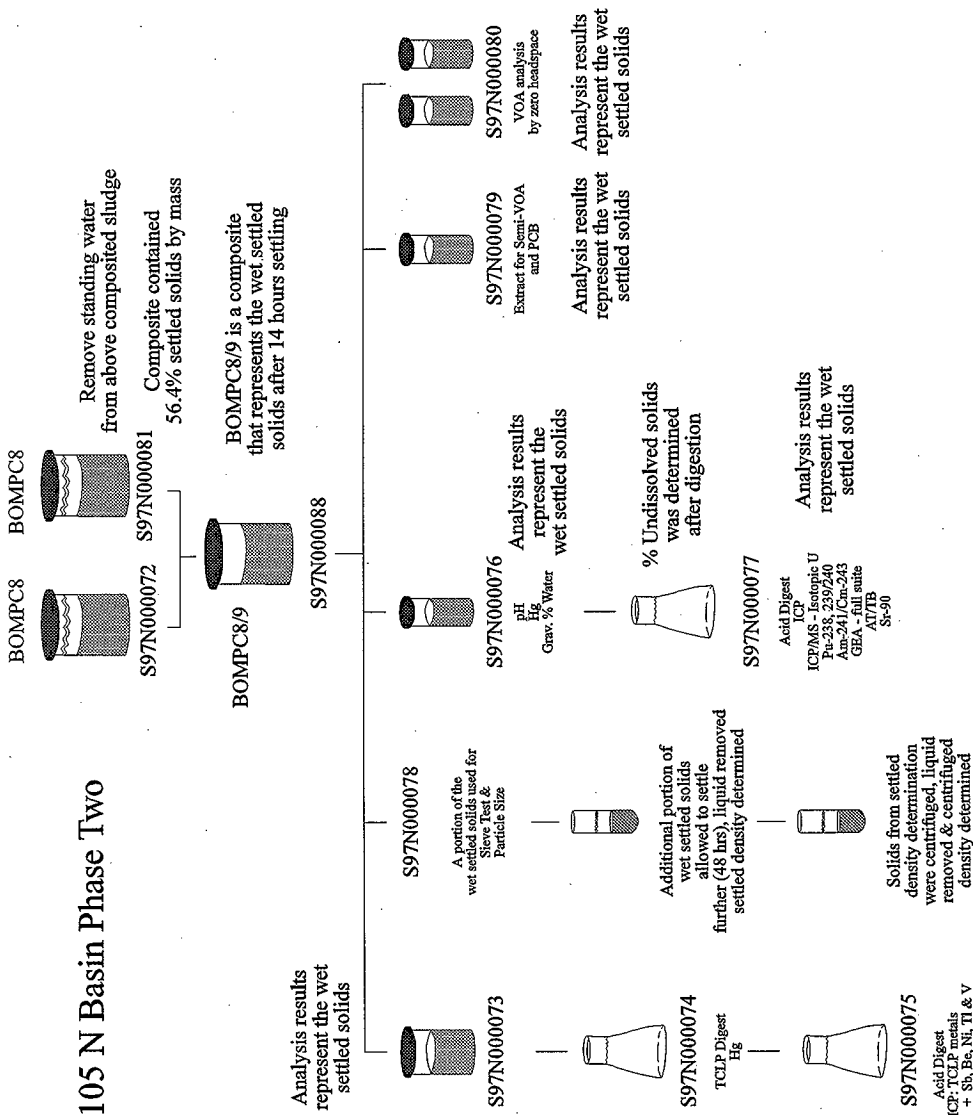 105 N Basin Phase Two
BOMPC8
BOMPC8
S97N000072
S97N000081
Remove standing water
from above composited sludge
Composite contained
56.4% settled solids by mass
BOMPC8/9
S97N000088
BOMPC8/9 is a composite
that represents the wet settled
solids after 14 hours settling
Analysis results
represent the wet
settled solids
S97N000073
S97N000074
TCLP Digest
Hg
S97N000075
Acid Digest
ICP: TCLP metals
+ Sb, Be, Ni, Tl & V
S97N000078
A portion of the
wet settled solids used for
Sieve Test &
Particle Size
Additional portion of
wet settled solids
allowed to settle
further (48 hrs), liquid removed
settled density determined
Solids from settled
density determination
were centrifuged, liquid
removed & centrifuged
density determined
S97N000076
pH
Hg
Grav. % Water
Analysis results
represent the
wet settled solids
% Undissolved solids
was determined
after digestion
S97N000077
Acid Digest
ICP
ICP/MS - Isotopic U
Pu-238, 239/240
Am-241/Cm-243
GEA - full suite
AT/TB
Sr-90
Analysis results
represent the wet
settled solids
S97N000079
Extract for Semi-VOA
and PCB
Analysis results
represent the wet
settled solids
S97N000080
VOA analysis
by zero headspace
Analysis results
represent the wet
settled solids